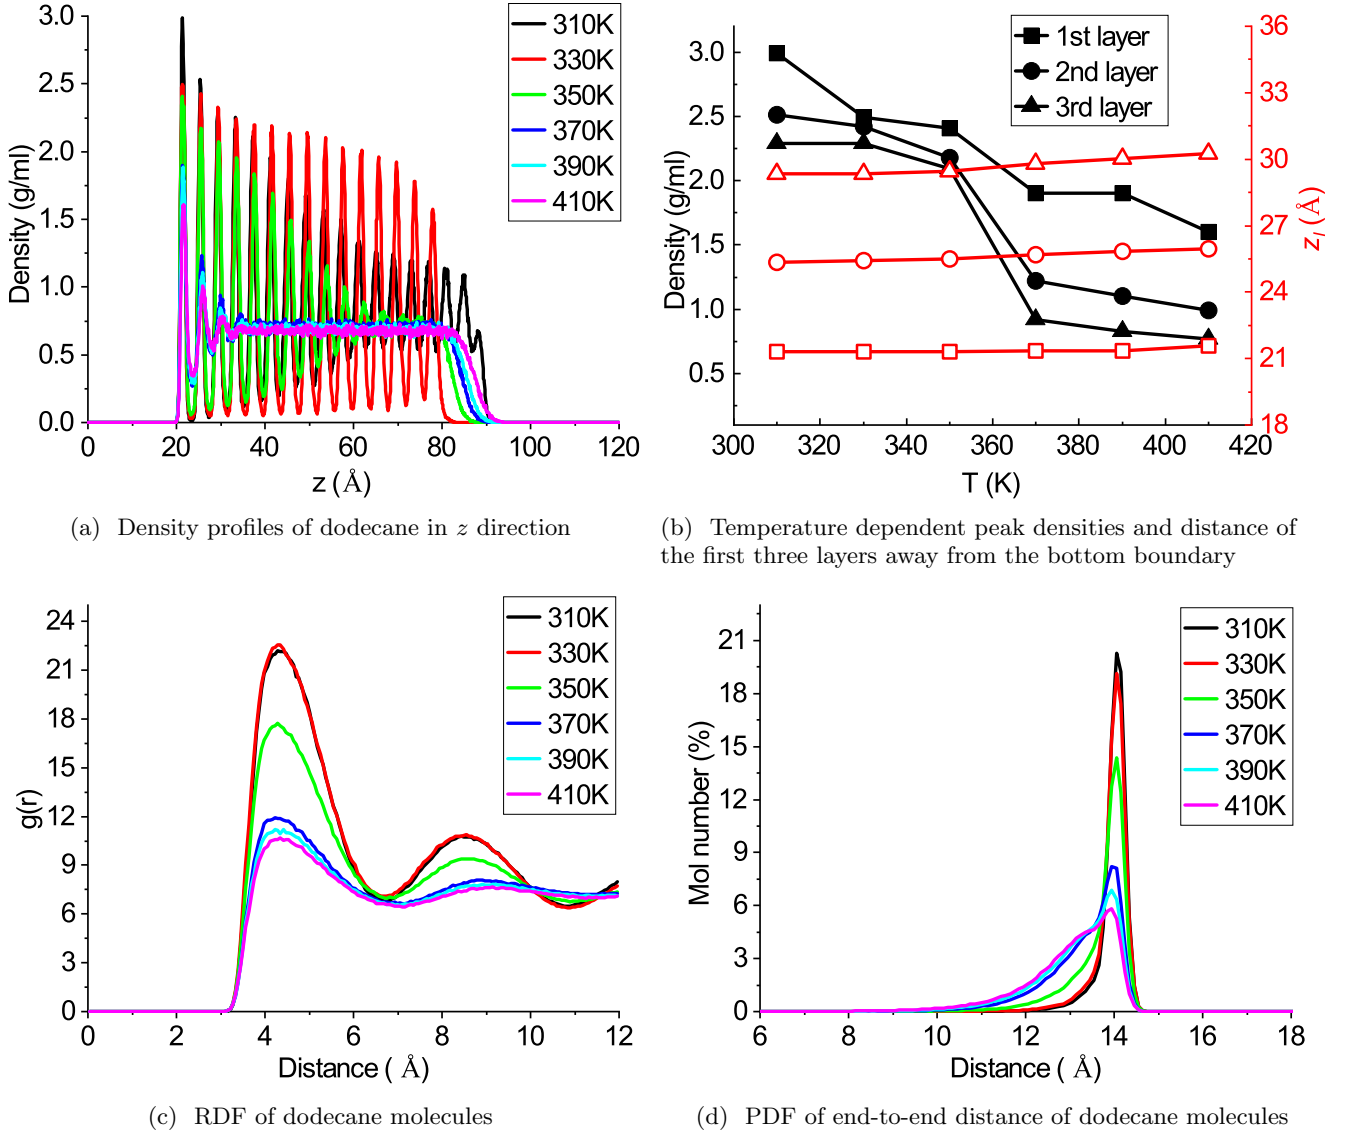 3.0
2.5
2.0
1.5
1.0
0.5
0.0
Density (g/ml)
0 20 40 60 80 100 120
z (Å)
310K
330K
350K
370K
390K
410K
(a) Density profiles of dodecane in z direction
3.0
2.5
2.0
1.5
1.0
0.5
Density (g/ml)
300 320 340 360 380 400 420
T (K)
1st layer
2nd layer
3rd layer
36
33
30
27
24
21
18
z_l (Å)
(b) Temperature dependent peak densities and distance of
the first three layers away from the bottom boundary
24
21
18
15
12
9
6
3
0
g(r)
0 2 4 6 8 10 12
Distance ( Å)
310K
330K
350K
370K
390K
410K
(c) RDF of dodecane molecules
21
18
15
12
9
6
3
0
Mol number (%)
6 8 10 12 14 16 18
Distance ( Å)
310K
330K
350K
370K
390K
410K
(d) PDF of end-to-end distance of dodecane molecules